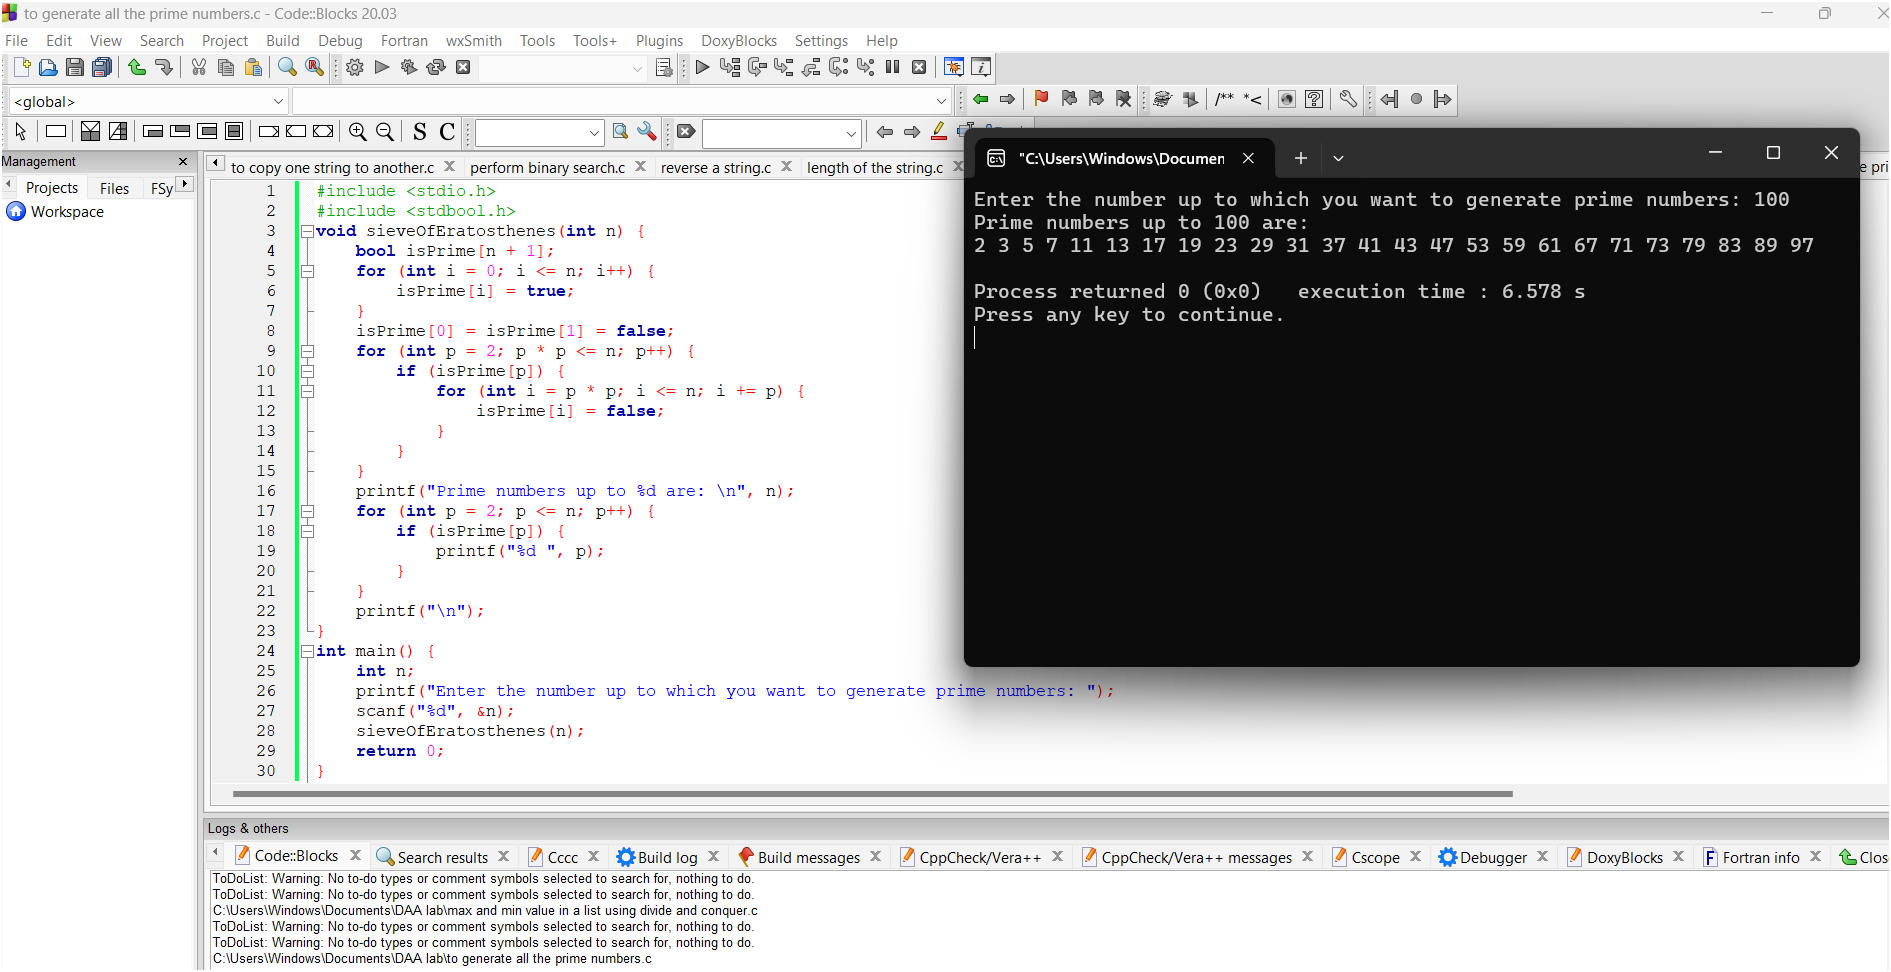 to generate all the prime numbers.c - Code::Blocks 20.03
File Edit View Search Project Build Debug Fortran wxSmith Tools Tools+ Plugins DoxyBlocks Settings Help
<global>
/** *<
S C
Management
Projects Files FSy
Workspace
to copy one string to another.c perform binary search.c reverse a string.c length of the string.c e pri
1 #include <stdio.h>
2 #include <stdbool.h>
3 void sieveOfEratosthenes(int n) {
4 bool isPrime[n + 1];
5 for (int i = 0; i <= n; i++) {
6 isPrime[i] = true;
7 }
8 isPrime[0] = isPrime[1] = false;
9 for (int p = 2; p * p <= n; p++) {
10 if (isPrime[p]) {
11 for (int i = p * p; i <= n; i += p) {
12 isPrime[i] = false;
13 }
14 }
15 }
16 printf("Prime numbers up to %d are: \n", n);
17 for (int p = 2; p <= n; p++) {
18 if (isPrime[p]) {
19 printf("%d ", p);
20 }
21 }
22 printf("\n");
23 }
24 int main() {
25 int n;
26 printf("Enter the number up to which you want to generate prime numbers: ");
27 scanf("%d", &n);
28 sieveOfEratosthenes(n);
29 return 0;
30 }
"C:\Users\Windows\Documen
Enter the number up to which you want to generate prime numbers: 100
Prime numbers up to 100 are:
2 3 5 7 11 13 17 19 23 29 31 37 41 43 47 53 59 61 67 71 73 79 83 89 97
Process returned 0 (0x0) execution time : 6.578 s
Press any key to continue.
Logs & others
Code::Blocks Search results Cccc Build log Build messages CppCheck/Vera++ CppCheck/Vera++ messages Cscope Debugger DoxyBlocks Fortran info Clos
ToDoList: Warning: No to-do types or comment symbols selected to search for, nothing to do.
ToDoList: Warning: No to-do types or comment symbols selected to search for, nothing to do.
C:\Users\Windows\Documents\DAA lab\max and min value in a list using divide and conquer.c
ToDoList: Warning: No to-do types or comment symbols selected to search for, nothing to do.
ToDoList: Warning: No to-do types or comment symbols selected to search for, nothing to do.
C:\Users\Windows\Documents\DAA lab\to generate all the prime numbers.c